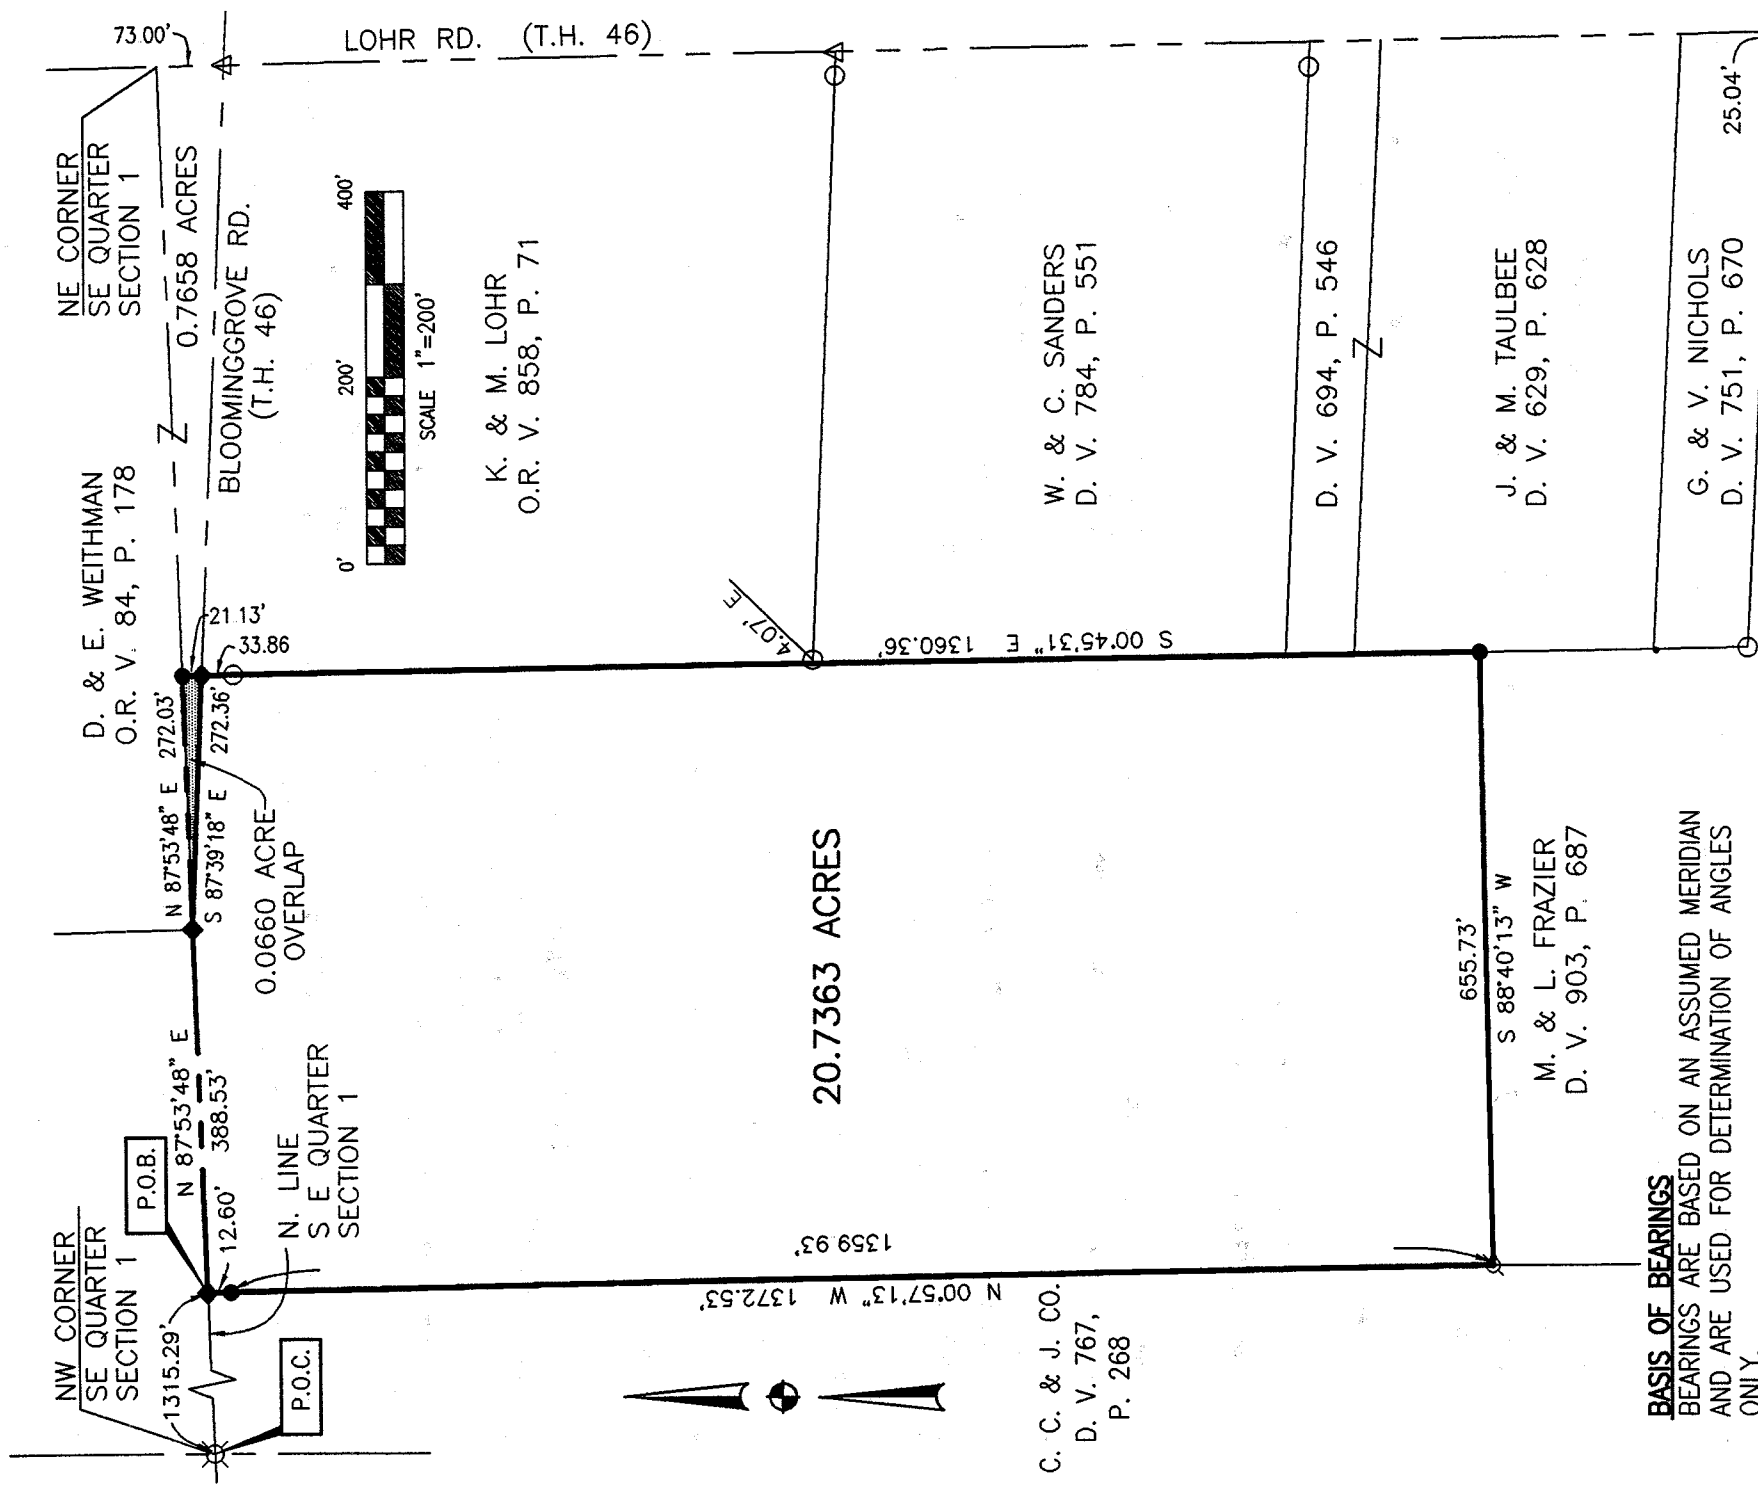 NW CORNER
SE QUARTER
SECTION 1
1315.29'
P.O.C.
P.O.B.
N 87°53'48" E
388.53'
12.60'
N. LINE
S E QUARTER
SECTION 1
D. & E. WEITHMAN
O.R. V. 84, P. 178
N 87°53'48" E 272.03'
S 87°39'18" E 272.36'
0.0660 ACRE
OVERLAP
21.13'
33.86
NE CORNER
SE QUARTER
SECTION 1
73.00'
0.7658 ACRES
BLOOMINGGROVE RD.
(T.H. 46)
LOHR RD. (T.H. 46)
0' 200' 400'
SCALE 1"=200'
K. & M. LOHR
O.R. V. 858, P. 71
4.07' E
S 00°45'31" E 1360.36'
W. & C. SANDERS
D. V. 784, P. 551
D. V. 694, P. 546
J. & M. TAULBEE
D. V. 629, P. 628
G. & V. NICHOLS
D. V. 751, P. 670
25.04'
20.7363 ACRES
1359.93'
N 00°57'13" W 1372.53'
C. C. & J. CO.
D. V. 767,
P. 268
655.73'
S 88°40'13" W
M. & L. FRAZIER
D. V. 903, P. 687
BASIS OF BEARINGS
BEARINGS ARE BASED ON AN ASSUMED MERIDIAN
AND ARE USED FOR DETERMINATION OF ANGLES
ONLY.